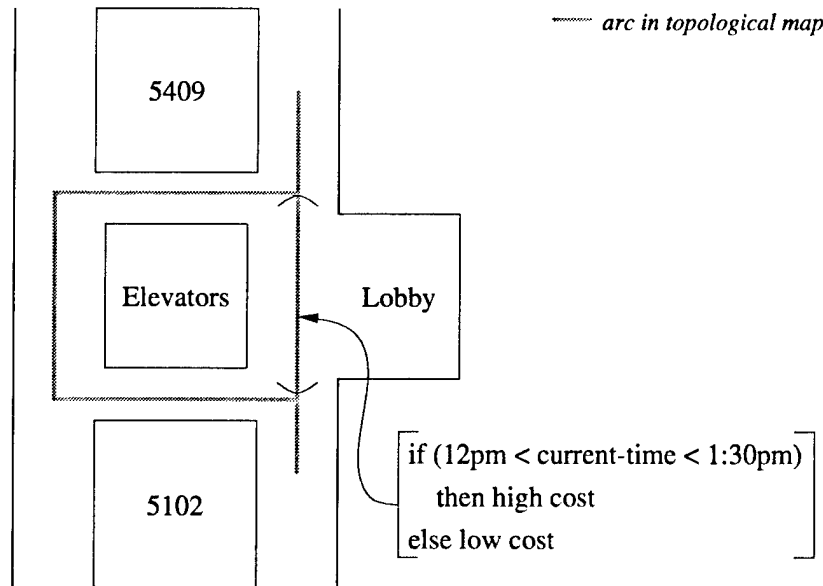 arc in topological map
5409
Elevators
Lobby
if (12pm < current-time < 1:30pm)
then high cost
else low cost
5102